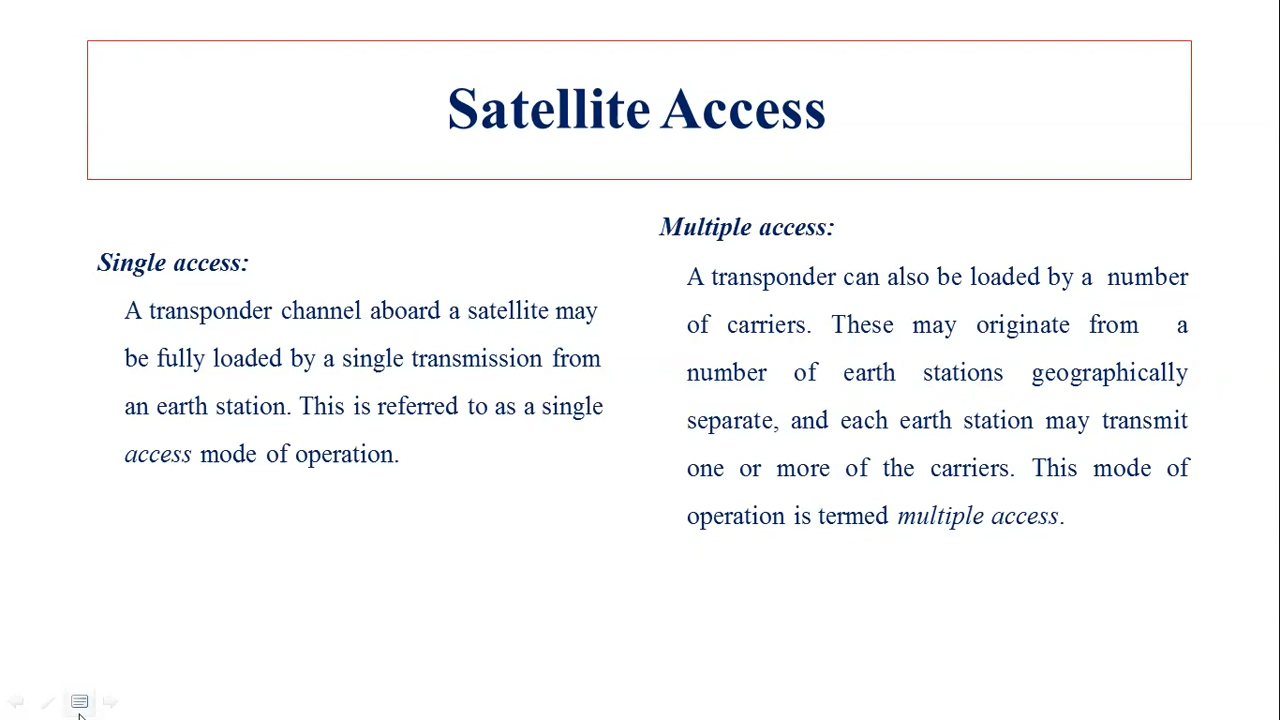 Satellite Access
Single access:
A transponder channel aboard a satellite may
be fully loaded by a single transmission from
an earth station. This is referred to as a single
access mode of operation.
Multiple access:
A transponder can also be loaded by a number
of carriers. These may originate from a
number of earth stations geographically
separate, and each earth station may transmit
one or more of the carriers. This mode of
operation is termed multiple access.